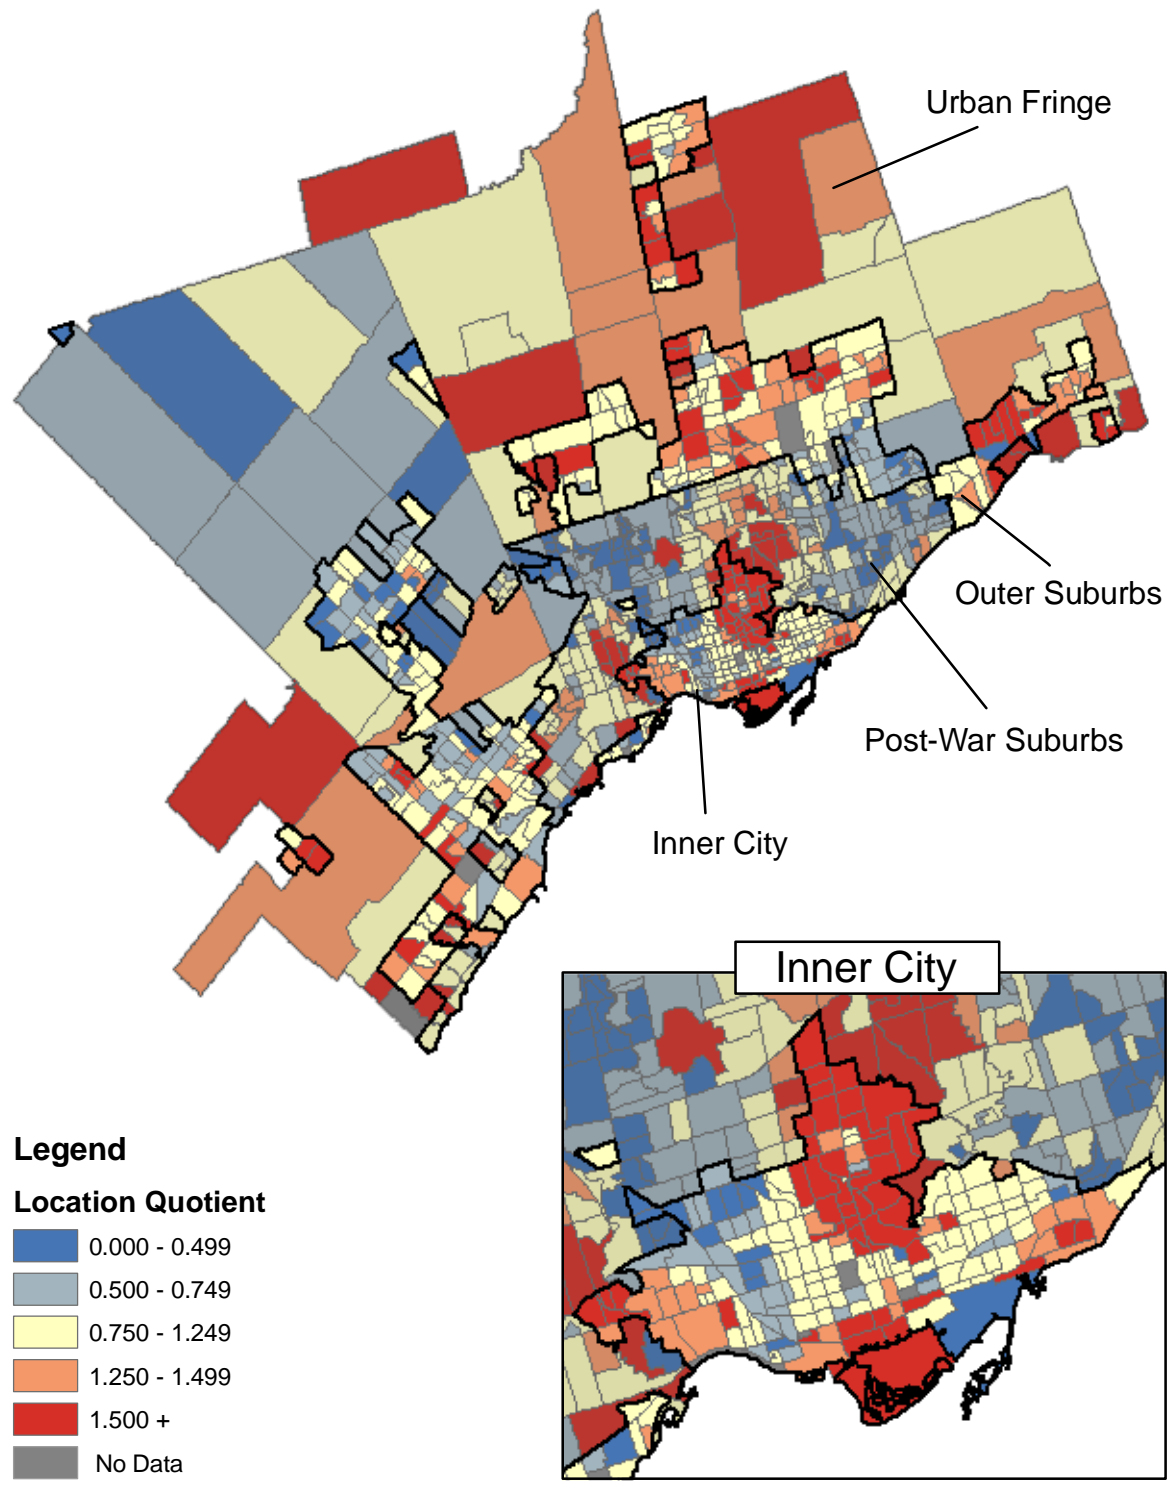 Urban Fringe
Outer Suburbs
Post-War Suburbs
Inner City
Inner City
Legend
Location Quotient
0.000 - 0.499
0.500 - 0.749
0.750 - 1.249
1.250 - 1.499
1.500 +
No Data